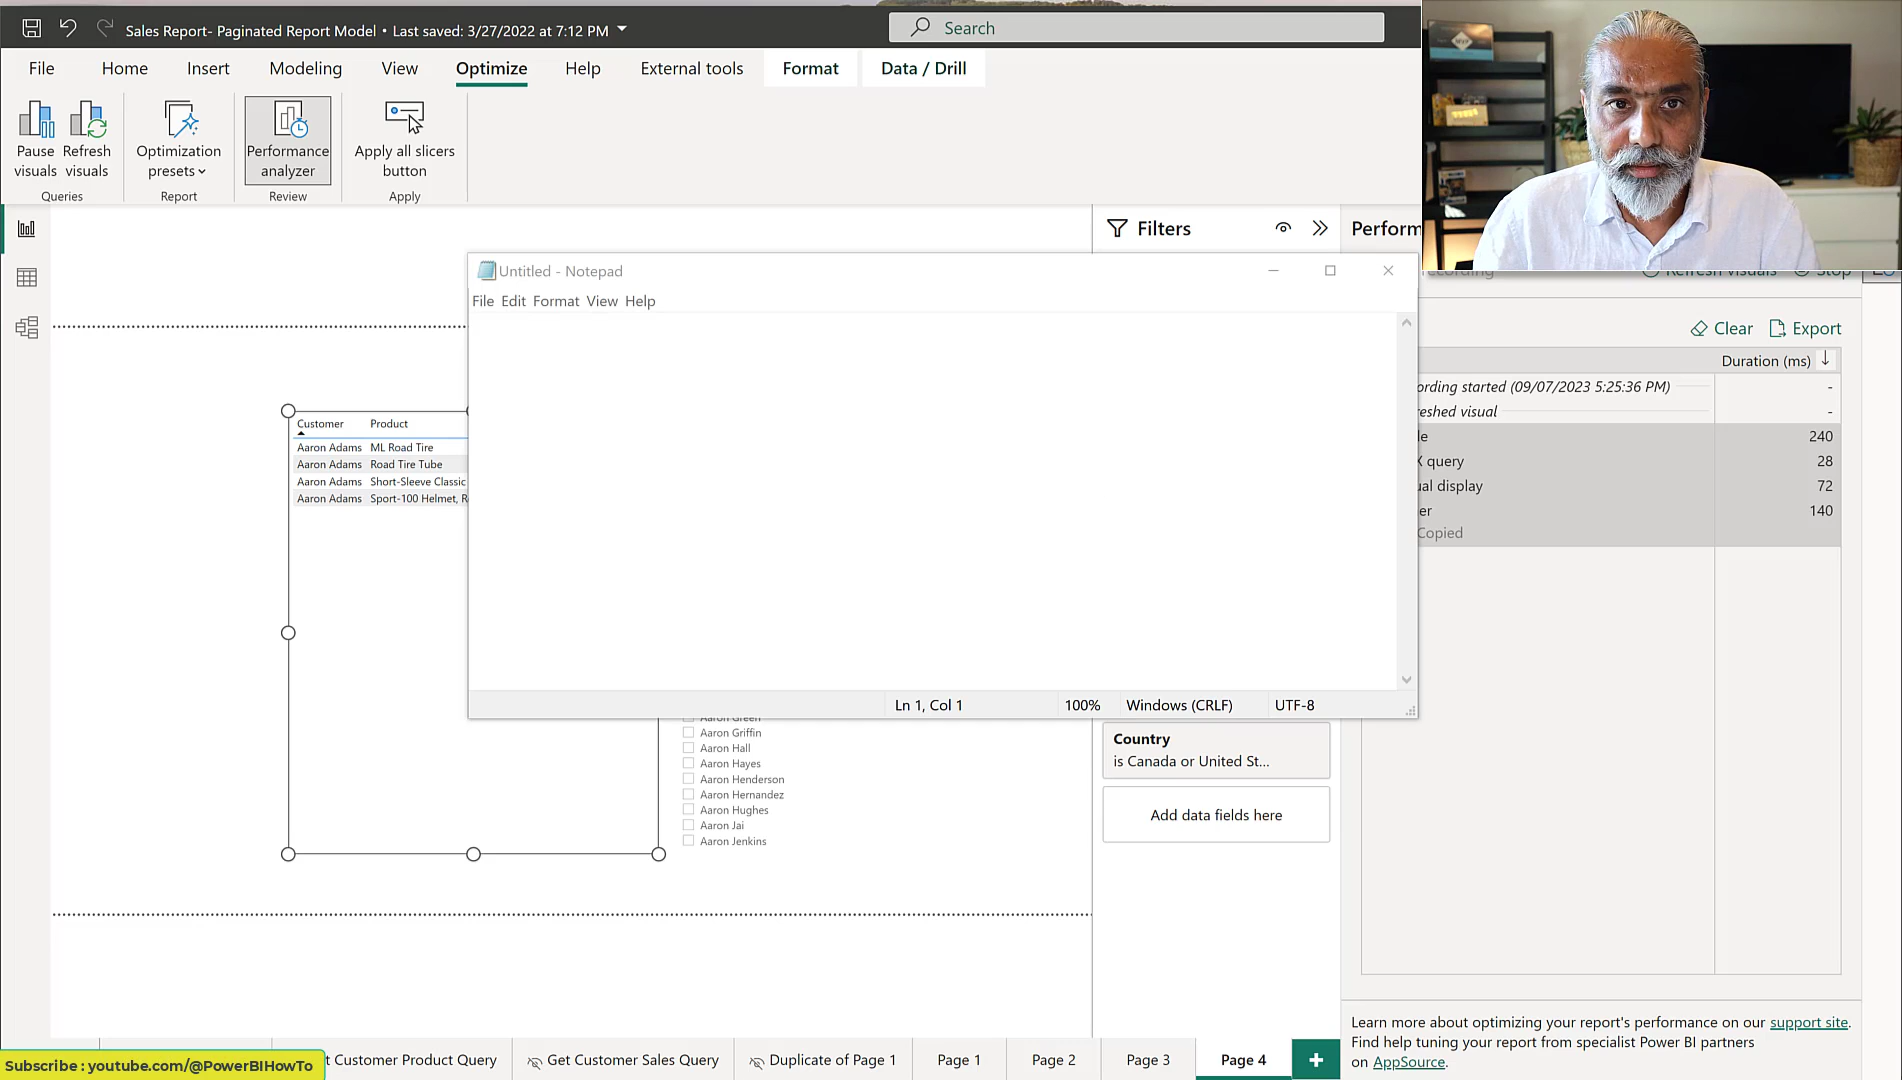 Sales Report- Paginated Report Model • Last saved: 3/27/2022 at 7:12 PM
Search
File Home Insert Modeling View Optimize Help External tools Format Data / Drill
Pause visuals
Refresh visuals
Queries
Optimization presets
Report
Performance analyzer
Review
Apply all slicers button
Apply
Filters
Perform
Untitled - Notepad
File Edit Format View Help
Refresh visuals
Stop
Clear
Export
Duration (ms)
ording started (09/07/2023 5:25:36 PM) -
eshed visual -
le 240
X query 28
ual display 72
er 140
Copied
Customer Product
Aaron Adams ML Road Tire
Aaron Adams Road Tire Tube
Aaron Adams Short-Sleeve Classic
Aaron Adams Sport-100 Helmet, R
Ln 1, Col 1 100% Windows (CRLF) UTF-8
Aaron Green
Aaron Griffin
Aaron Hall
Aaron Hayes
Aaron Henderson
Aaron Hernandez
Aaron Hughes
Aaron Jai
Aaron Jenkins
Country
is Canada or United St...
Add data fields here
Learn more about optimizing your report's performance on our support site.
Find help tuning your report from specialist Power BI partners
on AppSource.
Subscribe : youtube.com/@PowerBIHowTo
t Customer Product Query
Get Customer Sales Query
Duplicate of Page 1
Page 1
Page 2
Page 3
Page 4
+